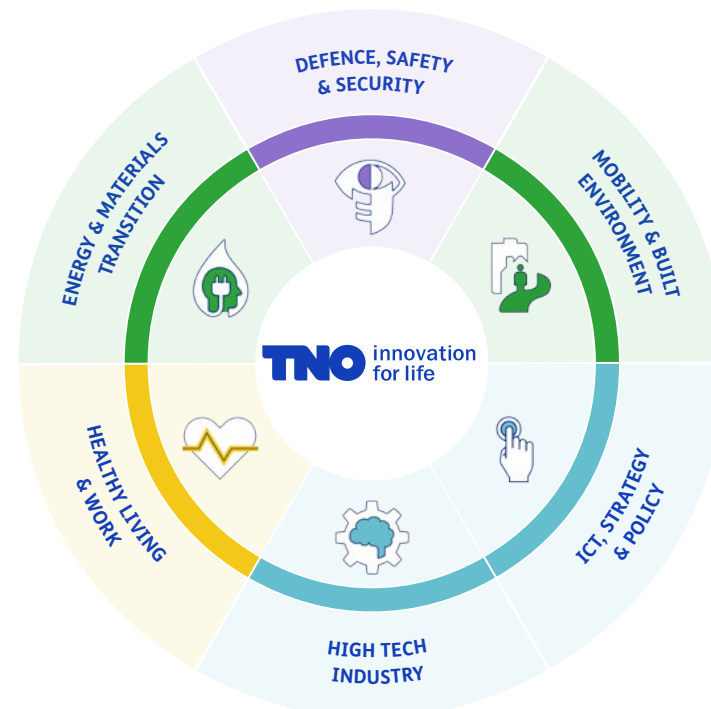 DEFENCE, SAFETY
& SECURITY
MOBILITY & BUILT
ENVIRONMENT
ICT, STRATEGY
& POLICY
HIGH TECH
INDUSTRY
HEALTHY LIVING
& WORK
ENERGY & MATERIALS
TRANSITION
TNO innovation
for life